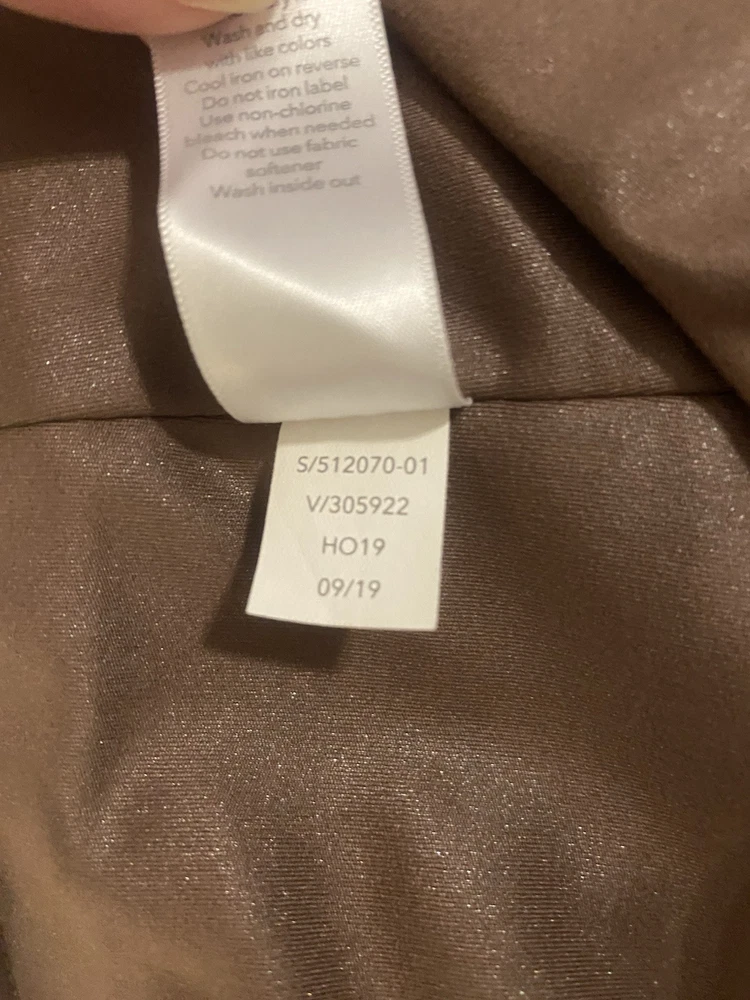 Wash and dry
with like colors
Cool iron on reverse
Do not iron label
Use non-chlorine
bleach when needed
Do not use fabric
softener
Wash inside out
S/512070-01
V/305922
HO19
09/19